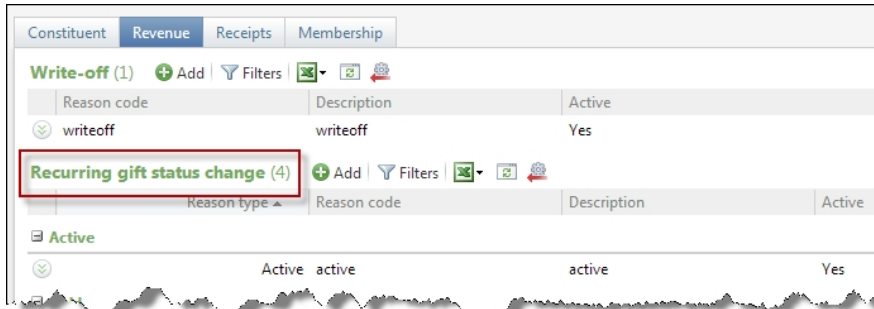 Constituent Revenue Receipts Membership
Write-off (1) Add Filters
Reason code Description Active
writeoff writeoff Yes
Recurring gift status change (4) Add Filters
Reason type Reason code Description Active
Active
Active active active Yes